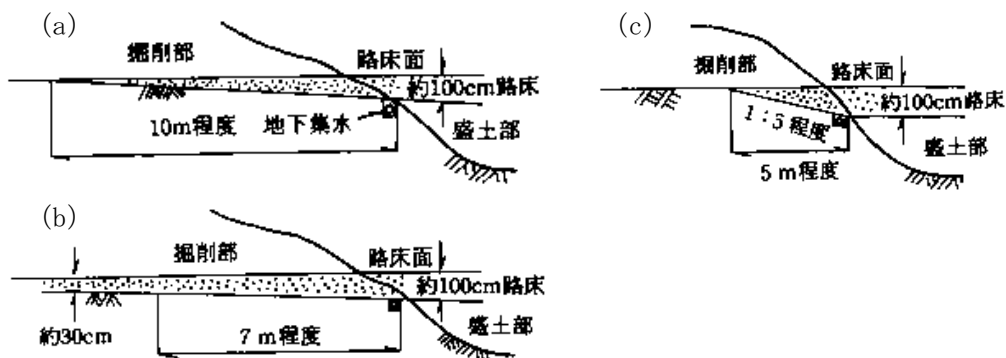 (a)
掘削部
路床面
約100cm路床
10m程度
地下集水
盛土部
(b)
掘削部
路床面
約100cm路床
約30cm
7m程度
盛土部
(c)
掘削部
路床面
約100cm路床
1:5程度
盛土部
5m程度